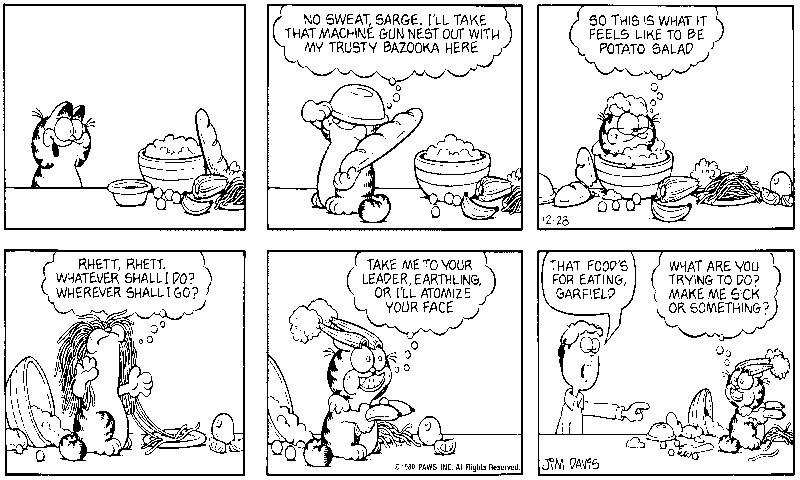 NO SWEAT, SARGE. I'LL TAKE
THAT MACHINE GUN NEST OUT WITH
MY TRUSTY BAZOOKA HERE
SO THIS IS WHAT IT
FEELS LIKE TO BE
POTATO SALAD
12-28
RHETT, RHETT.
WHATEVER SHALL I DO?
WHEREVER SHALL I GO?
TAKE ME TO YOUR
LEADER, EARTHLING,
OR I'LL ATOMIZE
YOUR FACE
© 1980 PAWS, INC. All Rights Reserved.
THAT FOOD'S
FOR EATING,
GARFIELD
WHAT ARE YOU
TRYING TO DO?
MAKE ME SICK
OR SOMETHING?
JIM DAVIS